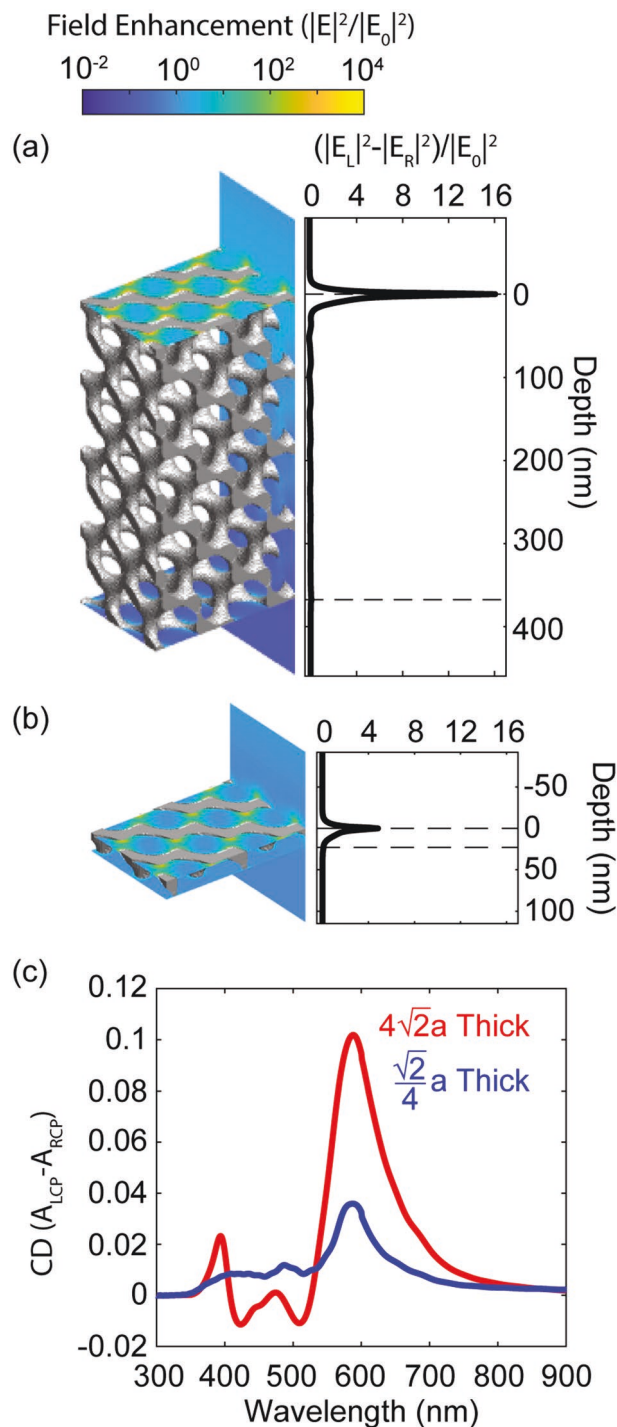 Field Enhancement (|E|²/|E₀|²)
10⁻² 10⁰ 10² 10⁴
(a)
(|E_L|²-|E_R|²)/|E₀|²
0 4 8 12 16
0
100
200
300
400
Depth (nm)
(b)
0 4 8 12 16
-50
0
50
100
Depth (nm)
(c)
0.12
0.1
0.08
0.06
0.04
0.02
0
-0.02
CD (A_LCP-A_RCP)
4√2a Thick
√2/4 a Thick
300 400 500 600 700 800 900
Wavelength (nm)